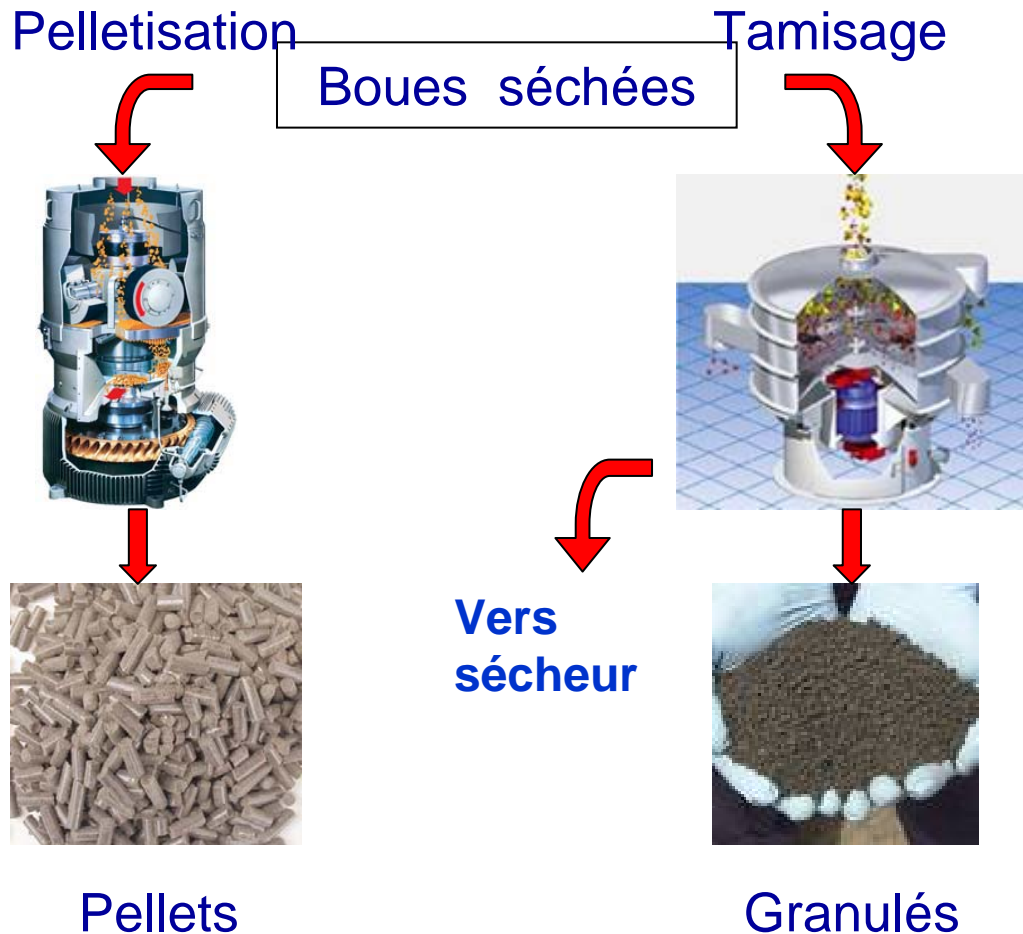 Pelletisation
Tamisage
Boues séchées
Vers
sécheur
Pellets
Granulés